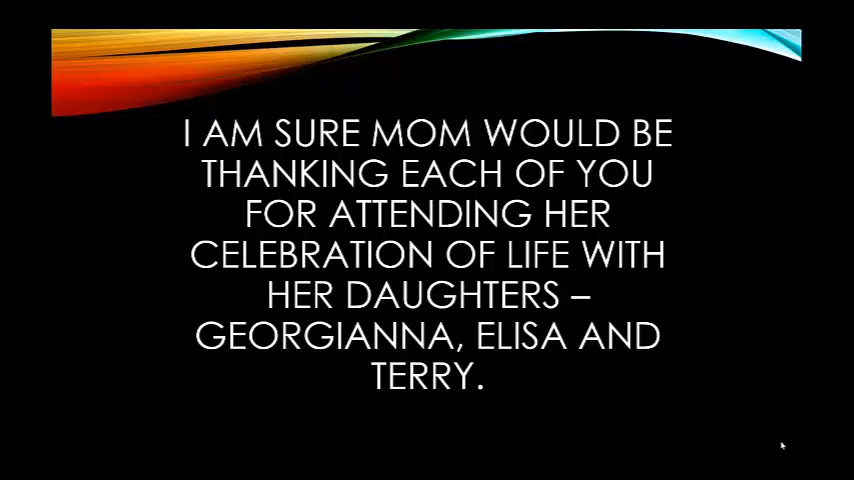 I AM SURE MOM WOULD BE
THANKING EACH OF YOU
FOR ATTENDING HER
CELEBRATION OF LIFE WITH
HER DAUGHTERS –
GEORGIANNA, ELISA AND
TERRY.